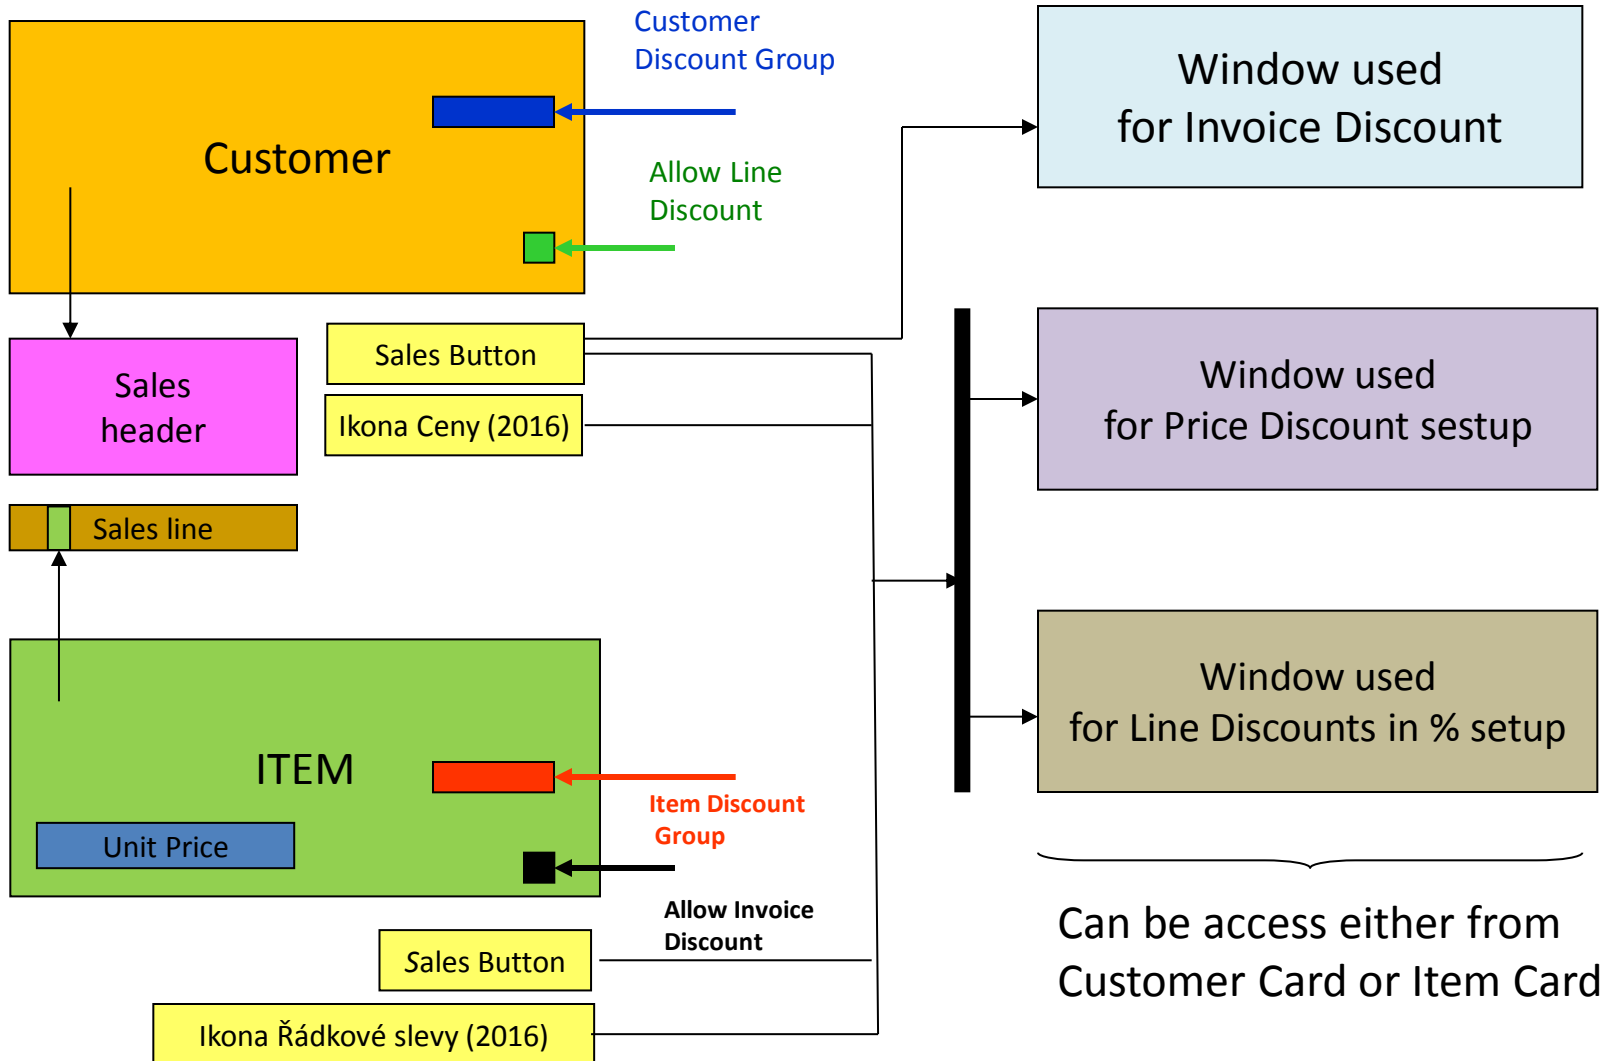 Customer
Discount Group
Customer
Allow Line
Discount
Window used
for Invoice Discount
Sales Button
Sales
header
Ikona Ceny (2016)
Window used
for Price Discount sestup
Sales line
Window used
for Line Discounts in % setup
ITEM
Item Discount
Group
Unit Price
Allow Invoice
Discount
Sales Button
Ikona Řádkové slevy (2016)
Can be access either from
Customer Card or Item Card